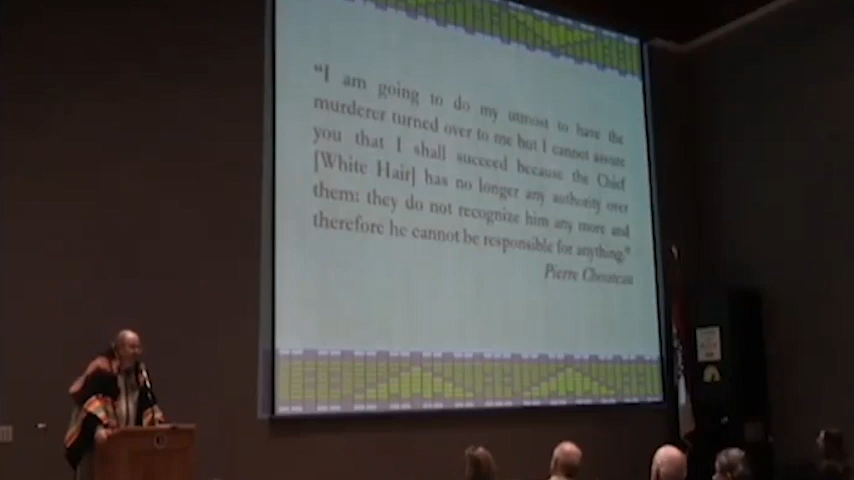 “I am going to do my utmost to have the
murderer turned over to me but I cannot assure
you that I shall succeed because the Chief
[White Hair] has no longer any authority over
them: they do not recognize him any more and
therefore he cannot be responsible for anything.”
Pierre Chouteau